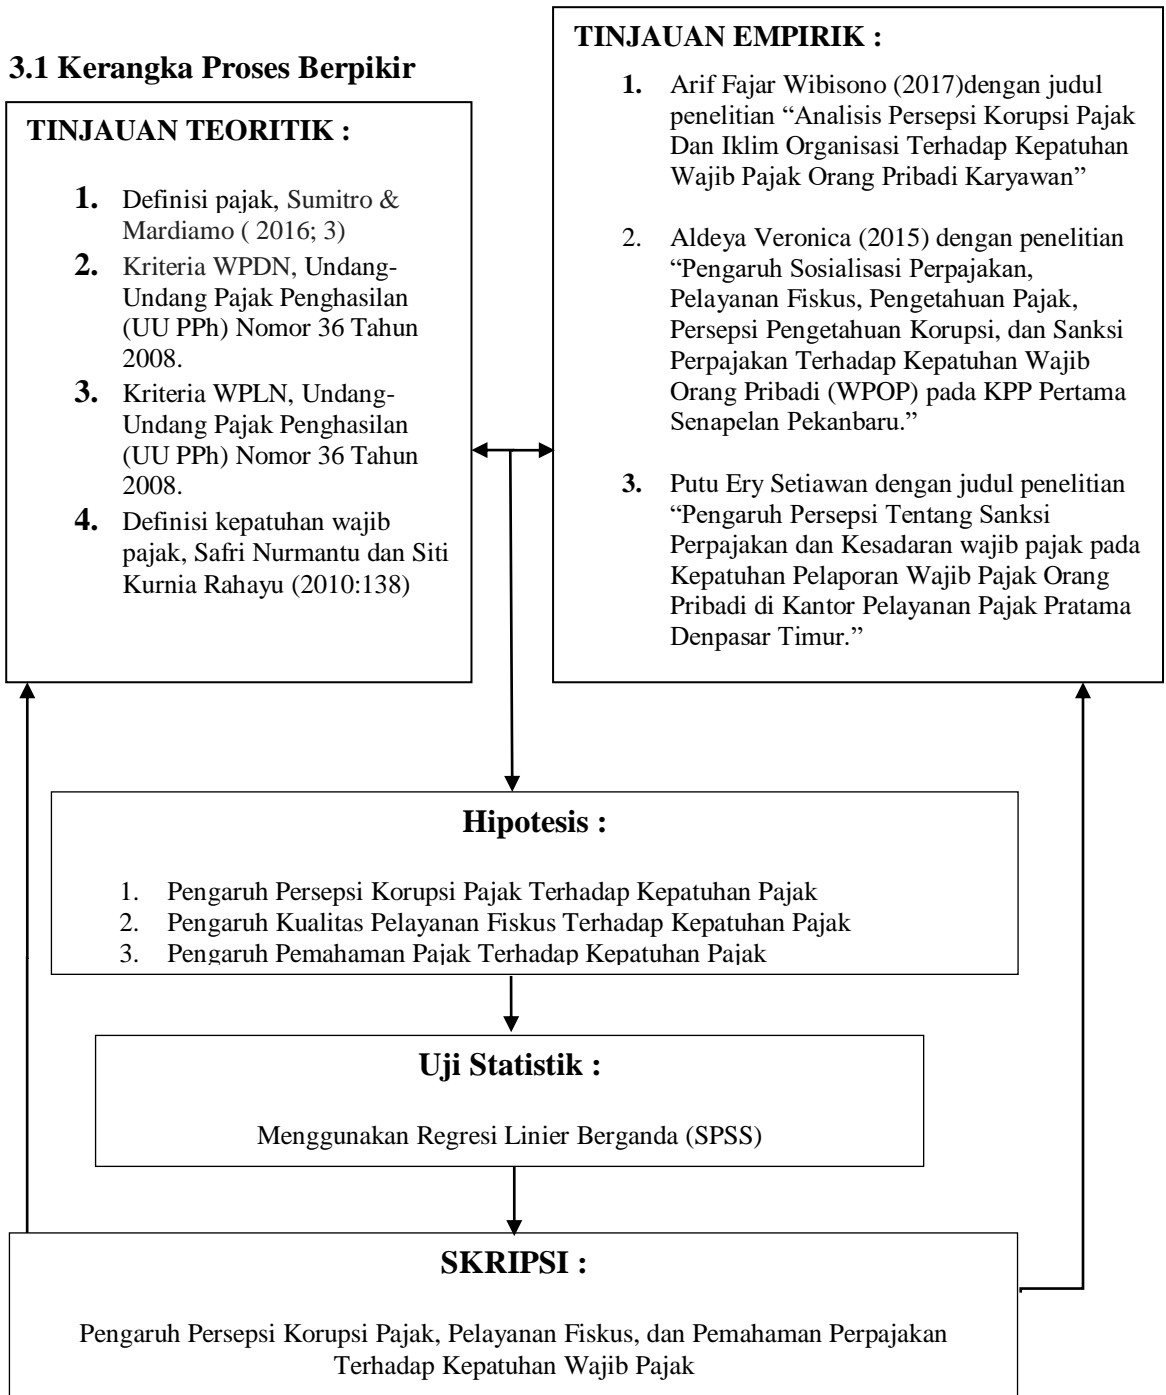 3.1 Kerangka Proses Berpikir
TINJAUAN TEORITIK :
1. Definisi pajak, Sumitro &
Mardiamo ( 2016; 3)
2. Kriteria WPDN, Undang-
Undang Pajak Penghasilan
(UU PPh) Nomor 36 Tahun
2008.
3. Kriteria WPLN, Undang-
Undang Pajak Penghasilan
(UU PPh) Nomor 36 Tahun
2008.
4. Definisi kepatuhan wajib
pajak, Safri Nurmantu dan Siti
Kurnia Rahayu (2010:138)
TINJAUAN EMPIRIK :
1. Arif Fajar Wibisono (2017)dengan judul
penelitian “Analisis Persepsi Korupsi Pajak
Dan Iklim Organisasi Terhadap Kepatuhan
Wajib Pajak Orang Pribadi Karyawan”
2. Aldeya Veronica (2015) dengan penelitian
“Pengaruh Sosialisasi Perpajakan,
Pelayanan Fiskus, Pengetahuan Pajak,
Persepsi Pengetahuan Korupsi, dan Sanksi
Perpajakan Terhadap Kepatuhan Wajib
Orang Pribadi (WPOP) pada KPP Pertama
Senapelan Pekanbaru.”
3. Putu Ery Setiawan dengan judul penelitian
“Pengaruh Persepsi Tentang Sanksi
Perpajakan dan Kesadaran wajib pajak pada
Kepatuhan Pelaporan Wajib Pajak Orang
Pribadi di Kantor Pelayanan Pajak Pratama
Denpasar Timur.”
Hipotesis :
1. Pengaruh Persepsi Korupsi Pajak Terhadap Kepatuhan Pajak
2. Pengaruh Kualitas Pelayanan Fiskus Terhadap Kepatuhan Pajak
3. Pengaruh Pemahaman Pajak Terhadap Kepatuhan Pajak
Uji Statistik :
Menggunakan Regresi Linier Berganda (SPSS)
SKRIPSI :
Pengaruh Persepsi Korupsi Pajak, Pelayanan Fiskus, dan Pemahaman Perpajakan
Terhadap Kepatuhan Wajib Pajak